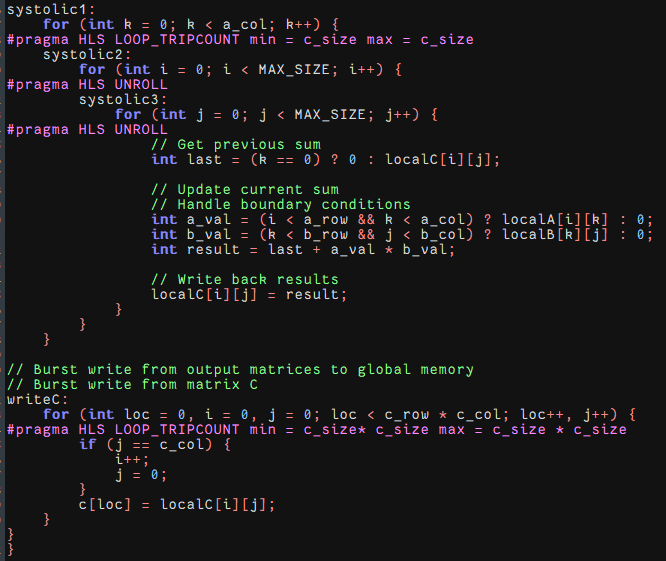 systolic1:
    for (int k = 0; k < a_col; k++) {
#pragma HLS LOOP_TRIPCOUNT min = c_size max = c_size
    systolic2:
        for (int i = 0; i < MAX_SIZE; i++) {
#pragma HLS UNROLL
        systolic3:
            for (int j = 0; j < MAX_SIZE; j++) {
#pragma HLS UNROLL
                // Get previous sum
                int last = (k == 0) ? 0 : localC[i][j];

                // Update current sum
                // Handle boundary conditions
                int a_val = (i < a_row && k < a_col) ? localA[i][k] : 0;
                int b_val = (k < b_row && j < b_col) ? localB[k][j] : 0;
                int result = last + a_val * b_val;

                // Write back results
                localC[i][j] = result;
            }
        }
    }

// Burst write from output matrices to global memory
// Burst write from matrix C
writeC:
    for (int loc = 0, i = 0, j = 0; loc < c_row * c_col; loc++, j++) {
#pragma HLS LOOP_TRIPCOUNT min = c_size* c_size max = c_size * c_size
        if (j == c_col) {
            i++;
            j = 0;
        }
        c[loc] = localC[i][j];
    }
}
}